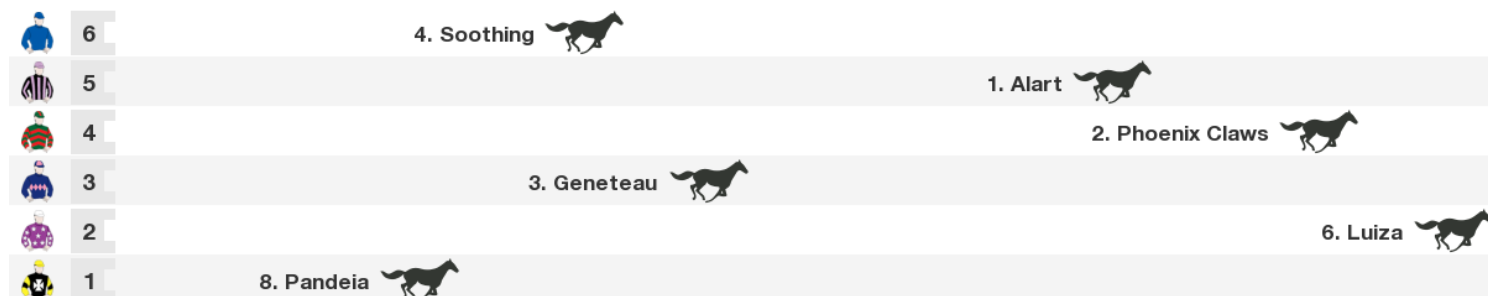 6 4. Soothing
5 1. Alart
4 2. Phoenix Claws
3 3. Geneteau
2 6. Luiza
1 8. Pandeia